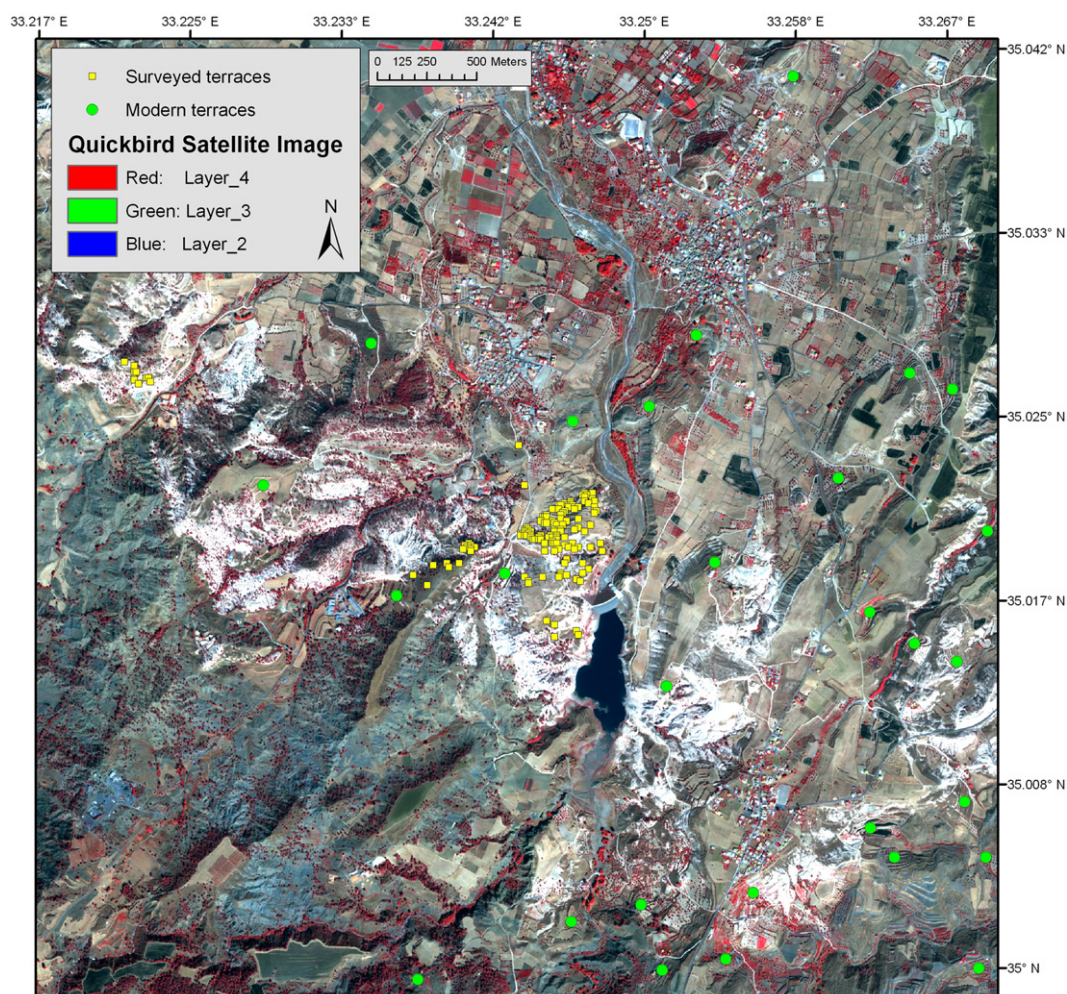 33.217° E 33.225° E 33.233° E 33.242° E 33.25° E 33.258° E 33.267° E
35.042° N
0 125 250 500 Meters
Surveyed terraces
Modern terraces
Quickbird Satellite Image
Red: Layer_4
Green: Layer_3
Blue: Layer_2
N
35.033° N
35.025° N
35.017° N
35.008° N
35° N